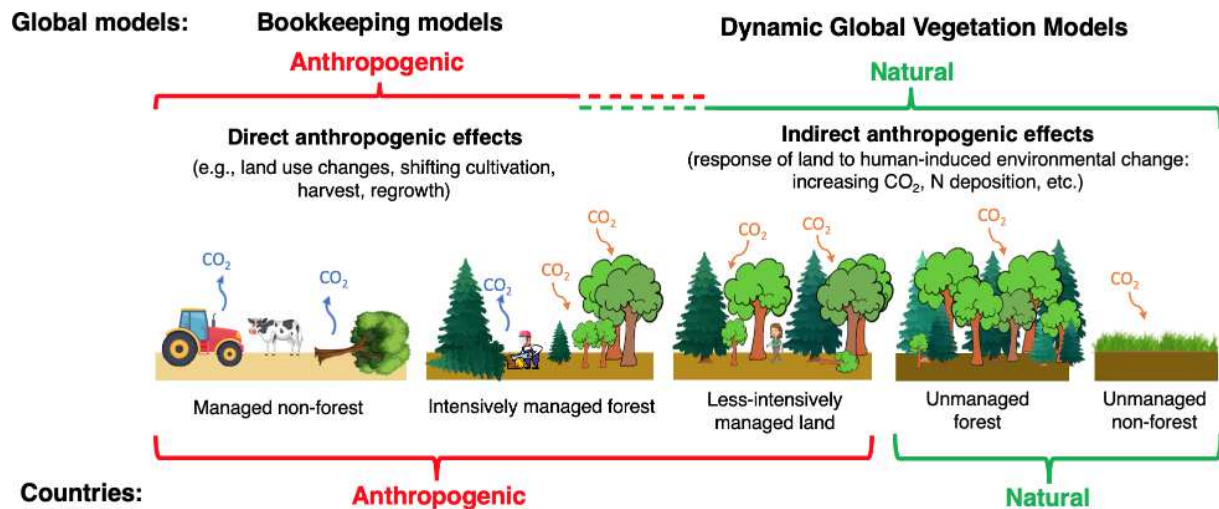 Global models: Bookkeeping models Dynamic Global Vegetation Models
Anthropogenic Natural
Direct anthropogenic effects
(e.g., land use changes, shifting cultivation,
harvest, regrowth)
Indirect anthropogenic effects
(response of land to human-induced environmental change:
increasing CO₂, N deposition, etc.)
CO₂
CO₂
CO₂
CO₂
CO₂
CO₂
CO₂
CO₂
CO₂
Managed non-forest
Intensively managed forest
Less-intensively
managed land
Unmanaged
forest
Unmanaged
non-forest
Countries: Anthropogenic Natural